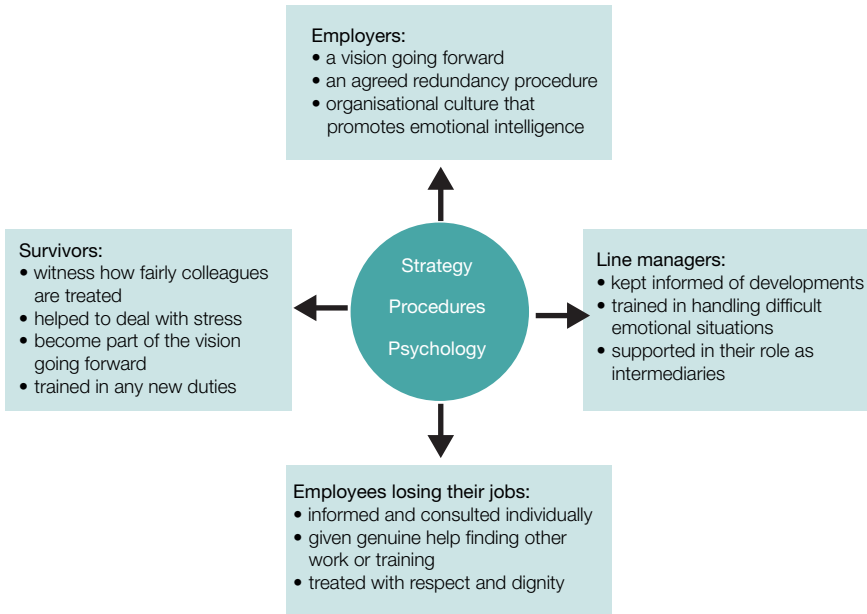 Employers:
• a vision going forward
• an agreed redundancy procedure
• organisational culture that
promotes emotional intelligence
Survivors:
• witness how fairly colleagues
are treated
• helped to deal with stress
• become part of the vision
going forward
• trained in any new duties
Strategy
Procedures
Psychology
Line managers:
• kept informed of developments
• trained in handling difficult
emotional situations
• supported in their role as
intermediaries
Employees losing their jobs:
• informed and consulted individually
• given genuine help finding other
work or training
• treated with respect and dignity